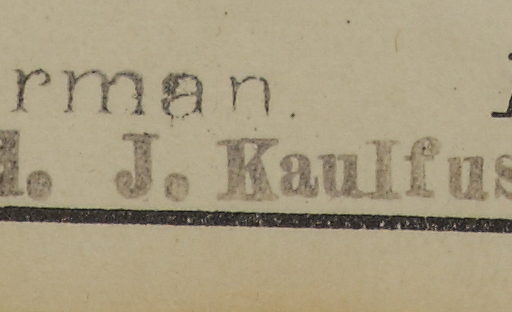 rman.
J. Kaulfus